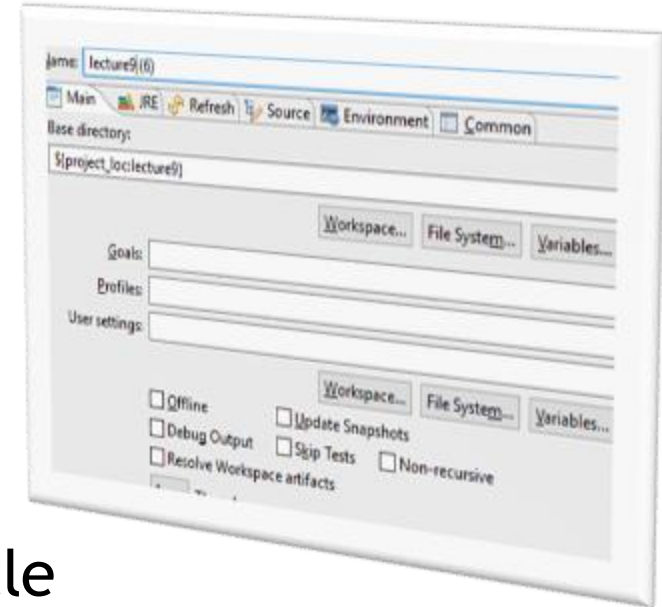 Name: lecture9 (6)
Main JRE Refresh Source Environment Common
Base directory:
${project_loc:lecture9}
Workspace... File System... Variables...
Goals:
Profiles:
User settings:
Workspace... File System... Variables...
Offline Update Snapshots
Debug Output Skip Tests Non-recursive
Resolve Workspace artifacts
le